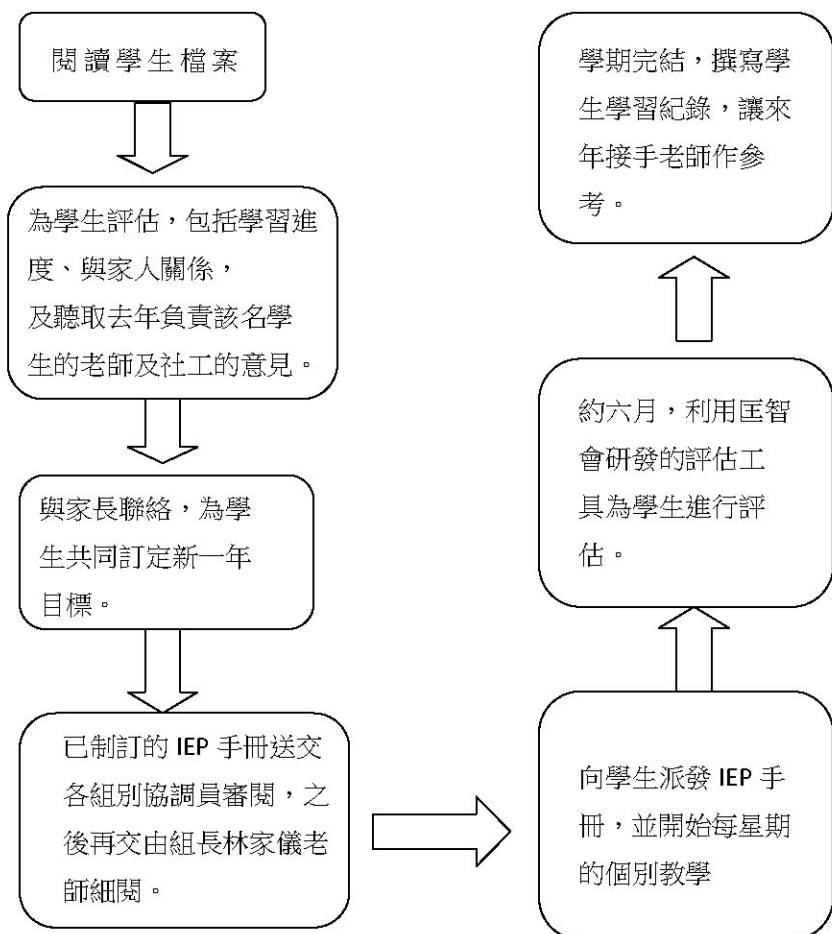 閱讀學生檔案
為學生評估，包括學習進
度、與家人關係，
及聽取去年負責該名學
生的老師及社工的意見。
與家長聯絡，為學
生共同訂定新一年
目標。
已制訂的 IEP 手冊送交
各組別協調員審閱，之
後再交由組長林家儀老
師細閱。
向學生派發 IEP 手
冊，並開始每星期
的個別教學
約六月，利用匡智
會研發的評估工
具為學生進行評
估。
學期完結，撰寫學
生學習紀錄，讓來
年接手老師作參
考。